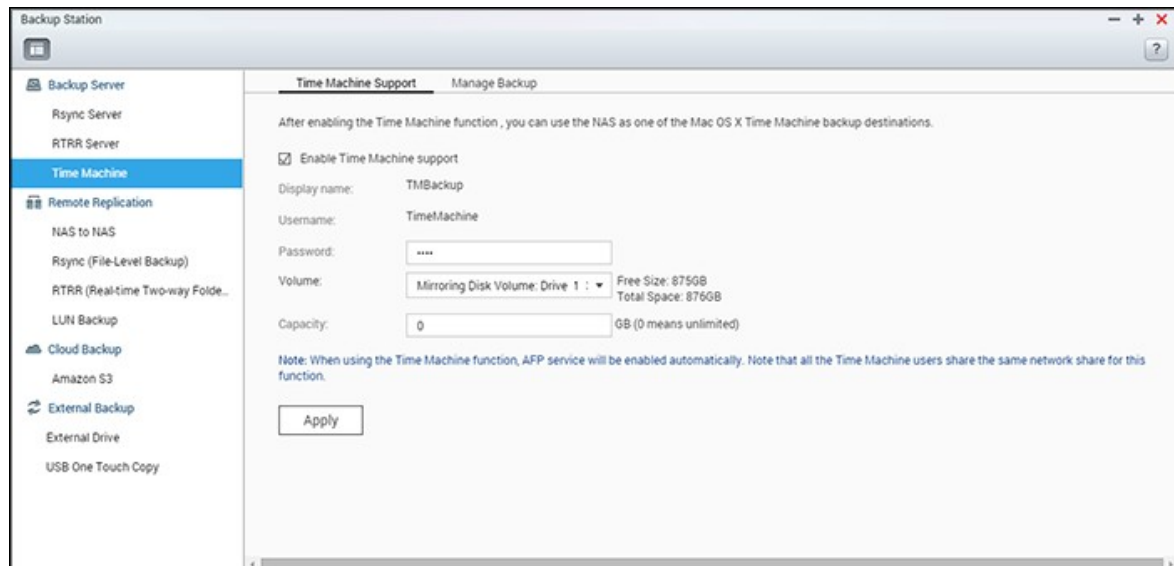 Backup Station
?
Backup Server
Rsync Server
RTRR Server
Time Machine
Remote Replication
NAS to NAS
Rsync (File-Level Backup)
RTRR (Real-time Two-way Folde...
LUN Backup
Cloud Backup
Amazon S3
External Backup
External Drive
USB One Touch Copy
Time Machine Support Manage Backup
After enabling the Time Machine function , you can use the NAS as one of the Mac OS X Time Machine backup destinations.
Enable Time Machine support
Display name: TMBackup
Username: TimeMachine
Password: ••••
Volume: Mirroring Disk Volume: Drive 1 : Free Size: 875GB
Total Space: 876GB
Capacity: 0 GB (0 means unlimited)
Note: When using the Time Machine function, AFP service will be enabled automatically. Note that all the Time Machine users share the same network share for this
function.
Apply